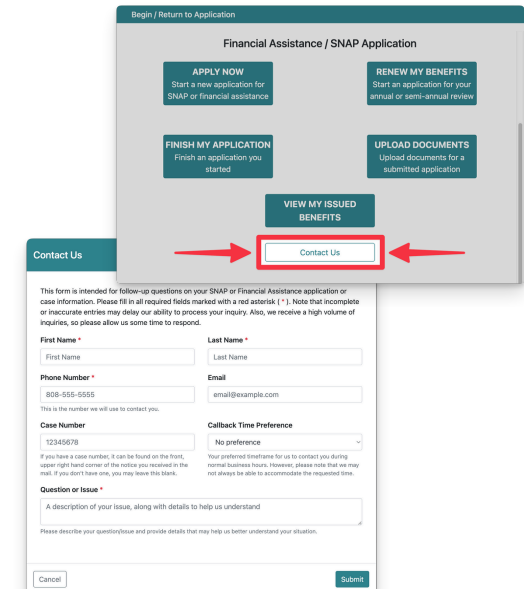 Begin / Return to Application
Financial Assistance / SNAP Application
APPLY NOW
Start a new application for
SNAP or financial assistance
RENEW MY BENEFITS
Start an application for your
annual or semi-annual review
FINISH MY APPLICATION
Finish an application you
started
UPLOAD DOCUMENTS
Upload documents for a
submitted application
VIEW MY ISSUED
BENEFITS
Contact Us
Contact Us
This form is intended for follow-up questions on your SNAP or Financial Assistance application or
case information. Please fill in all required fields marked with a red asterisk ( * ). Note that incomplete
or inaccurate entries may delay our ability to process your inquiry. Also, we receive a high volume of
inquiries, so please allow us some time to respond.
First Name *
First Name
Last Name *
Last Name
Phone Number *
808-555-5555
This is the number we will use to contact you.
Email
email@example.com
Case Number
12345678
If you have a case number, it can be found on the front,
upper right hand corner of the notice you received in the
mail. If you don't have one, you may leave this blank.
Callback Time Preference
No preference
Your preferred timeframe for us to contact you during
normal business hours. However, please note that we may
not always be able to accommodate the requested time.
Question or Issue *
A description of your issue, along with details to help us understand
Please describe your question/issue and provide details that may help us better understand your situation.
Cancel
Submit